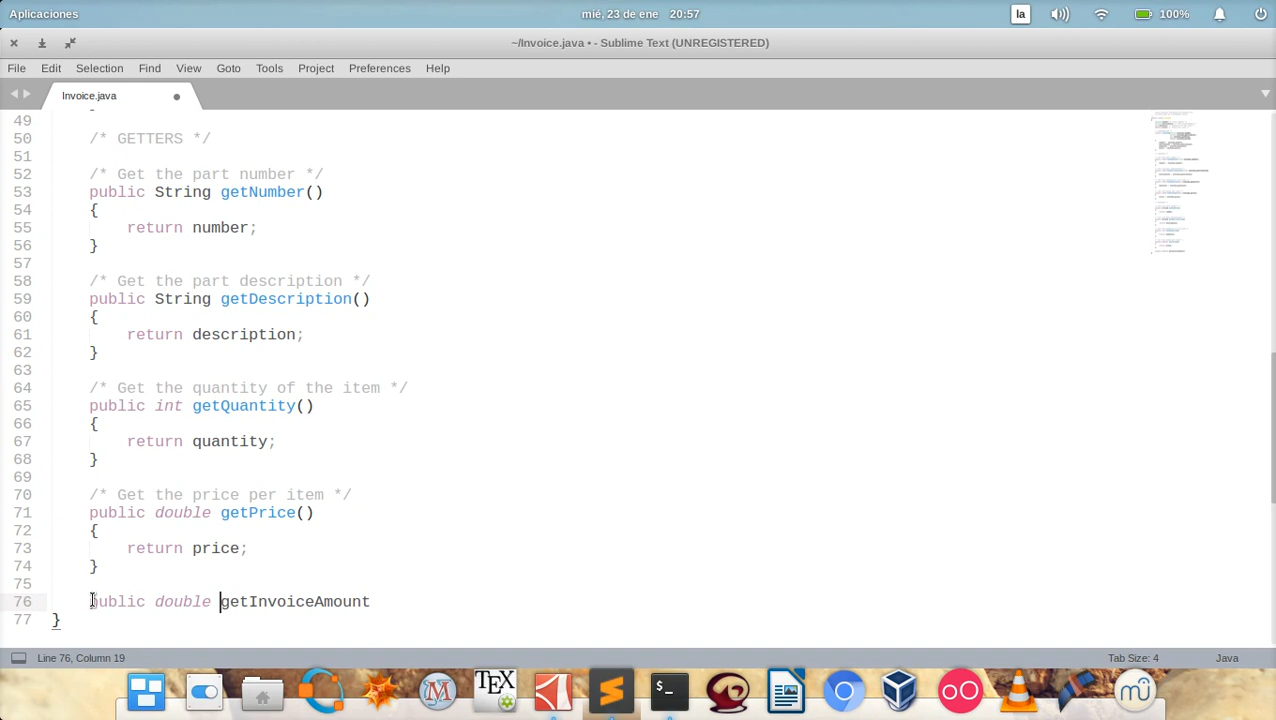 Aplicaciones
mié, 23 de ene 20:57
la
100%
~/Invoice.java • - Sublime Text (UNREGISTERED)
File Edit Selection Find View Goto Tools Project Preferences Help
Invoice.java
49
50 /* GETTERS */
51
52 /* Get the part number */
53 public String getNumber()
54 {
55 return number;
56 }
57
58 /* Get the part description */
59 public String getDescription()
60 {
61 return description;
62 }
63
64 /* Get the quantity of the item */
65 public int getQuantity()
66 {
67 return quantity;
68 }
69
70 /* Get the price per item */
71 public double getPrice()
72 {
73 return price;
74 }
75
76 public double getInvoiceAmount
77 }
Line 76, Column 19
Tab Size: 4
Java
TEX
>_